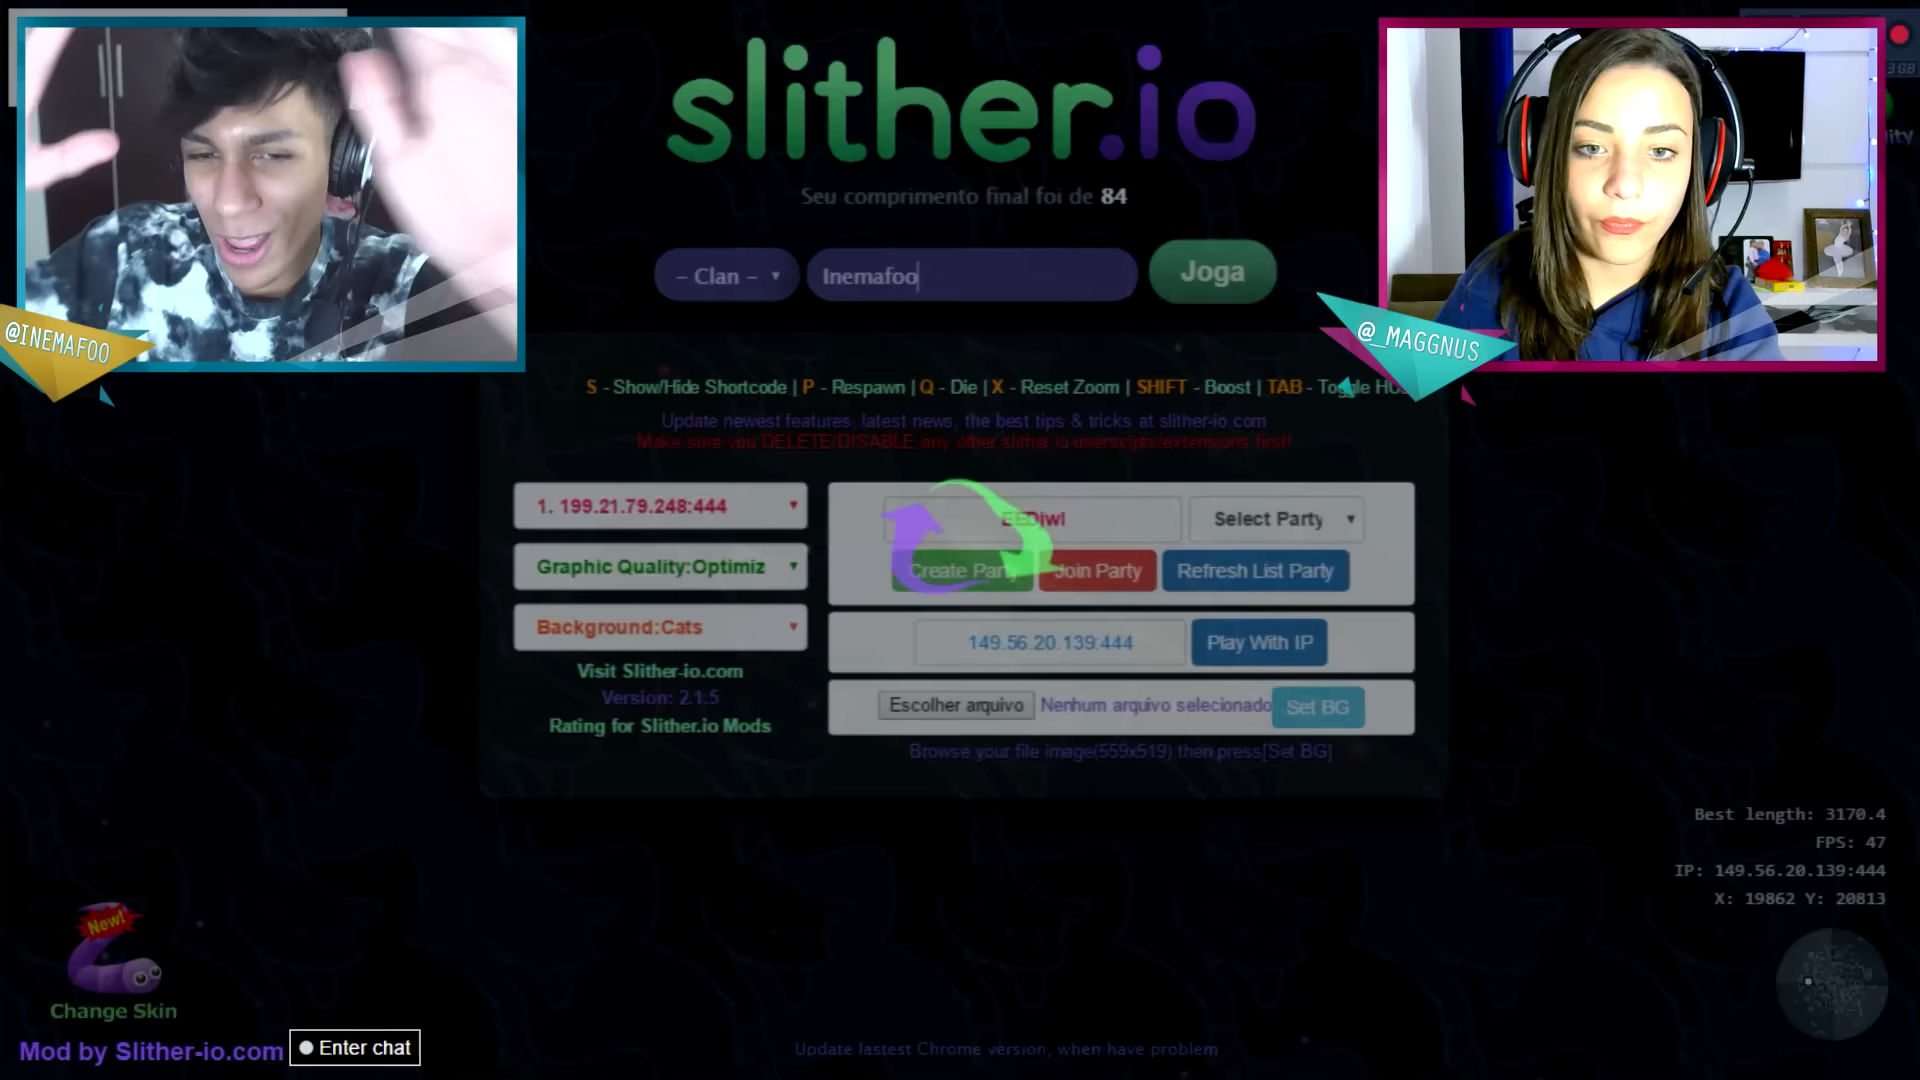 slither.io
Seu comprimento final foi de 84
– Clan –
Inemafoo
Joga
@INEMAFOO
@_MAGGNUS
S - Show/Hide Shortcode | P - Respawn | Q - Die | X - Reset Zoom | SHIFT - Boost | TAB - Toggle
Update newest features, latest news, the best tips & tricks at slither-io.com
Make sure you DELETE/DISABLE any other slither io userscipts/extensions first!
1. 199.21.79.248:444
EEDiwl
Select Party
Graphic Quality:Optimiz
Create Party
Join Party
Refresh List Party
Background:Cats
149.56.20.139:444
Play With IP
Visit Slither-io.com
Version: 2.1.5
Rating for Slither.io Mods
Escolher arquivo
Nenhum arquivo selecionado
Set BG
Browse your file image(559x519).then press[Set BG]
Best length: 3170.4
FPS: 47
IP: 149.56.20.139:444
X: 19862 Y: 20813
New!
Change Skin
Mod by Slither-io.com
Enter chat
Update lastest Chrome version, when have problem